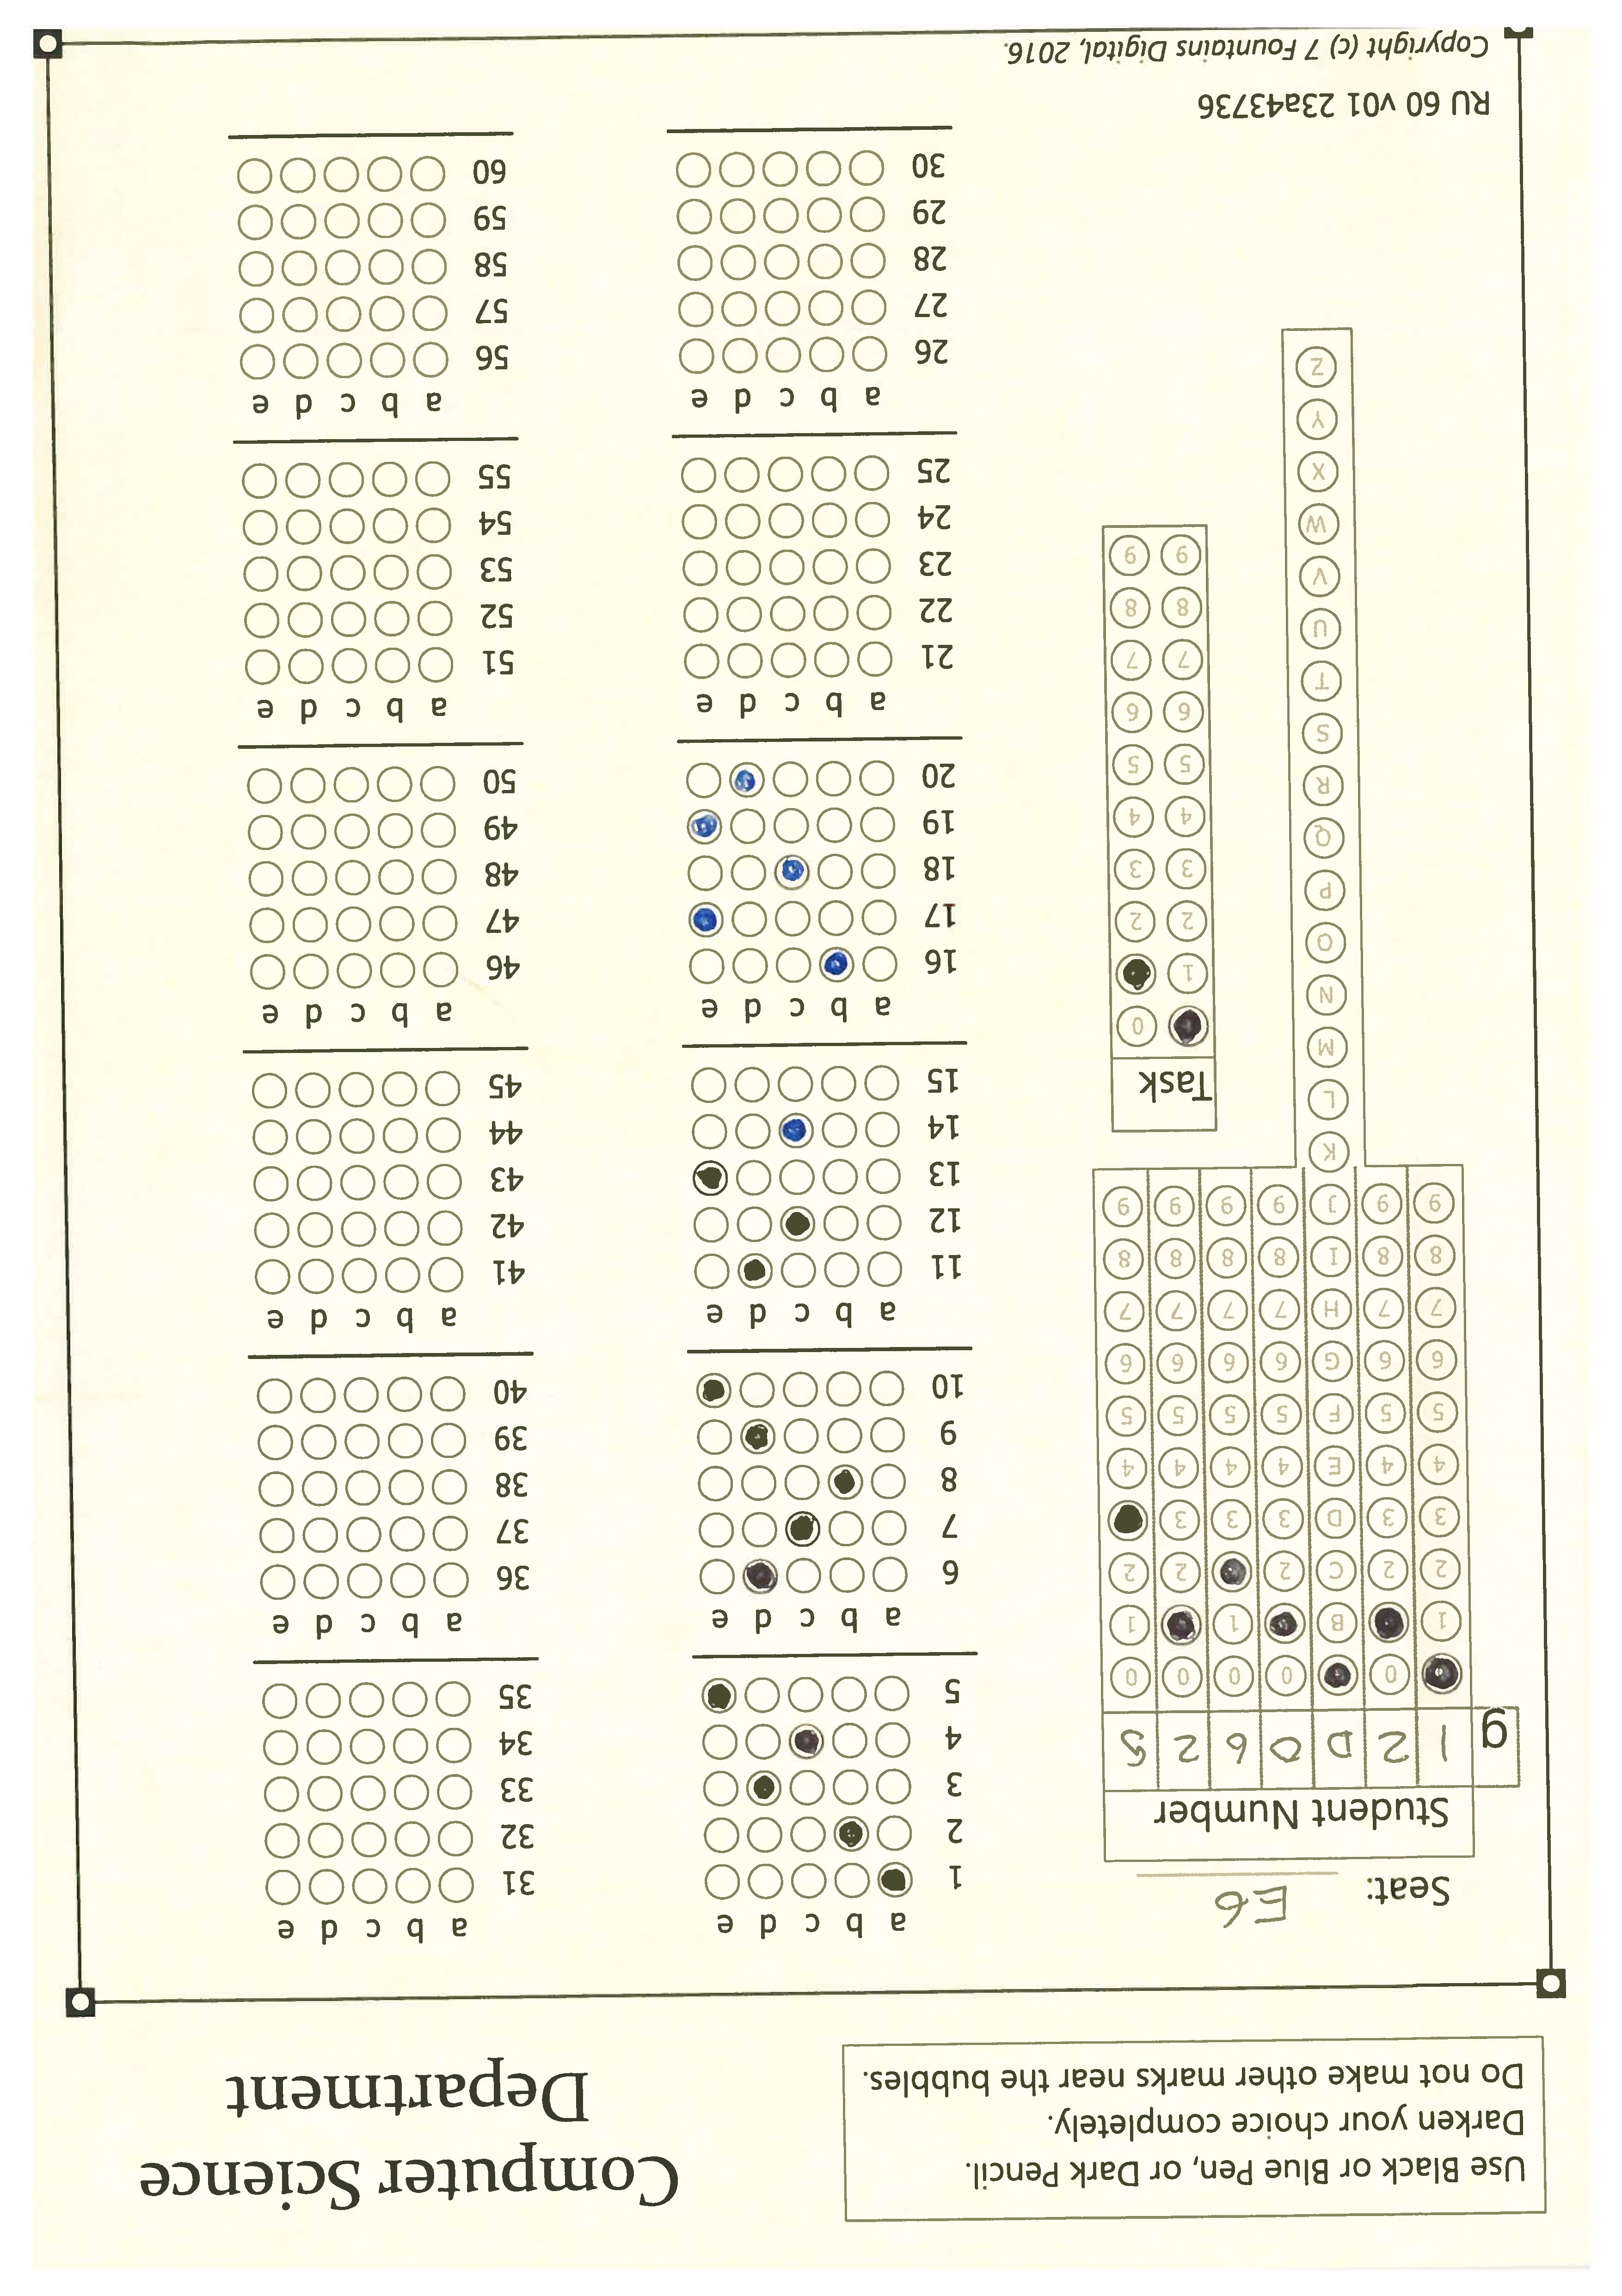 Use Black or Blue Pen, or Dark Pencil.
Darken your choice completely.
Do not make other marks near the bubbles.
Computer Science
Department
Seat: E6
Student Number
g 1 2 D 0 6 2 5
0 0 0 0 0
1 B 1 1
2 2 C 2 2 2
3 3 D 3 3 3
4 4 E 4 4 4 4
5 5 F 5 5 5 5
6 6 G 6 6 6 6
7 7 H 7 7 7 7
8 8 I 8 8 8 8
9 9 J 9 9 9 9
K
L
M
N
O
P
Q
R
S
T
U
V
W
X
Y
Z
Task
0
1
2 2
3 3
4 4
5 5
6 6
7 7
8 8
9 9
RU 60 v01 23a43736
Copyright (c) 7 Fountains Digital, 2016.
a b c d e
1
2
3
4
5
a b c d e
6
7
8
9
10
a b c d e
11
12
13
14
15
a b c d e
16
17
18
19
20
a b c d e
21
22
23
24
25
a b c d e
26
27
28
29
30
a b c d e
31
32
33
34
35
a b c d e
36
37
38
39
40
a b c d e
41
42
43
44
45
a b c d e
46
47
48
49
50
a b c d e
51
52
53
54
55
a b c d e
56
57
58
59
60